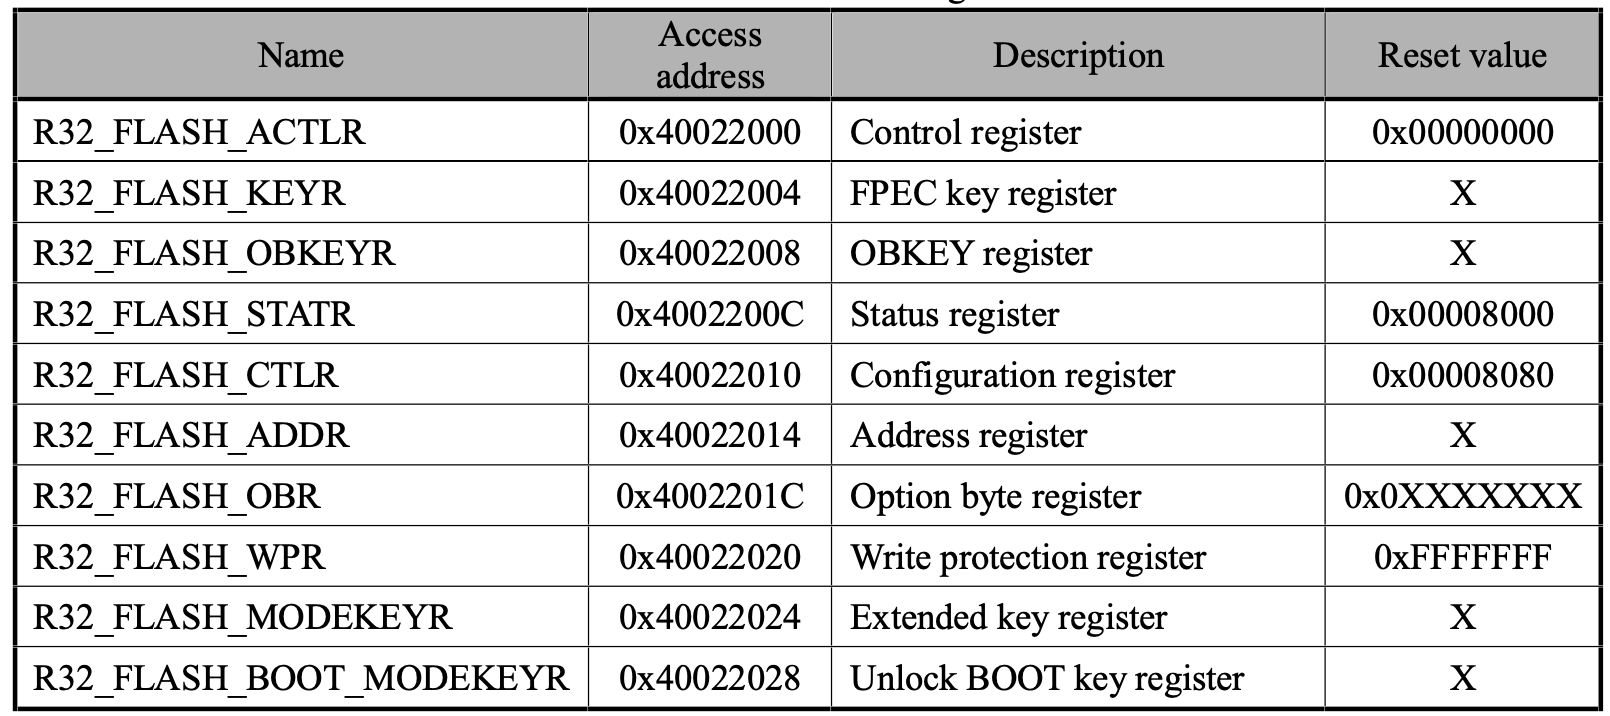 Name Access address Description Reset value
R32_FLASH_ACTLR 0x40022000 Control register 0x00000000
R32_FLASH_KEYR 0x40022004 FPEC key register X
R32_FLASH_OBKEYR 0x40022008 OBKEY register X
R32_FLASH_STATR 0x4002200C Status register 0x00008000
R32_FLASH_CTLR 0x40022010 Configuration register 0x00008080
R32_FLASH_ADDR 0x40022014 Address register X
R32_FLASH_OBR 0x4002201C Option byte register 0x0XXXXXXX
R32_FLASH_WPR 0x40022020 Write protection register 0xFFFFFFF
R32_FLASH_MODEKEYR 0x40022024 Extended key register X
R32_FLASH_BOOT_MODEKEYR 0x40022028 Unlock BOOT key register X